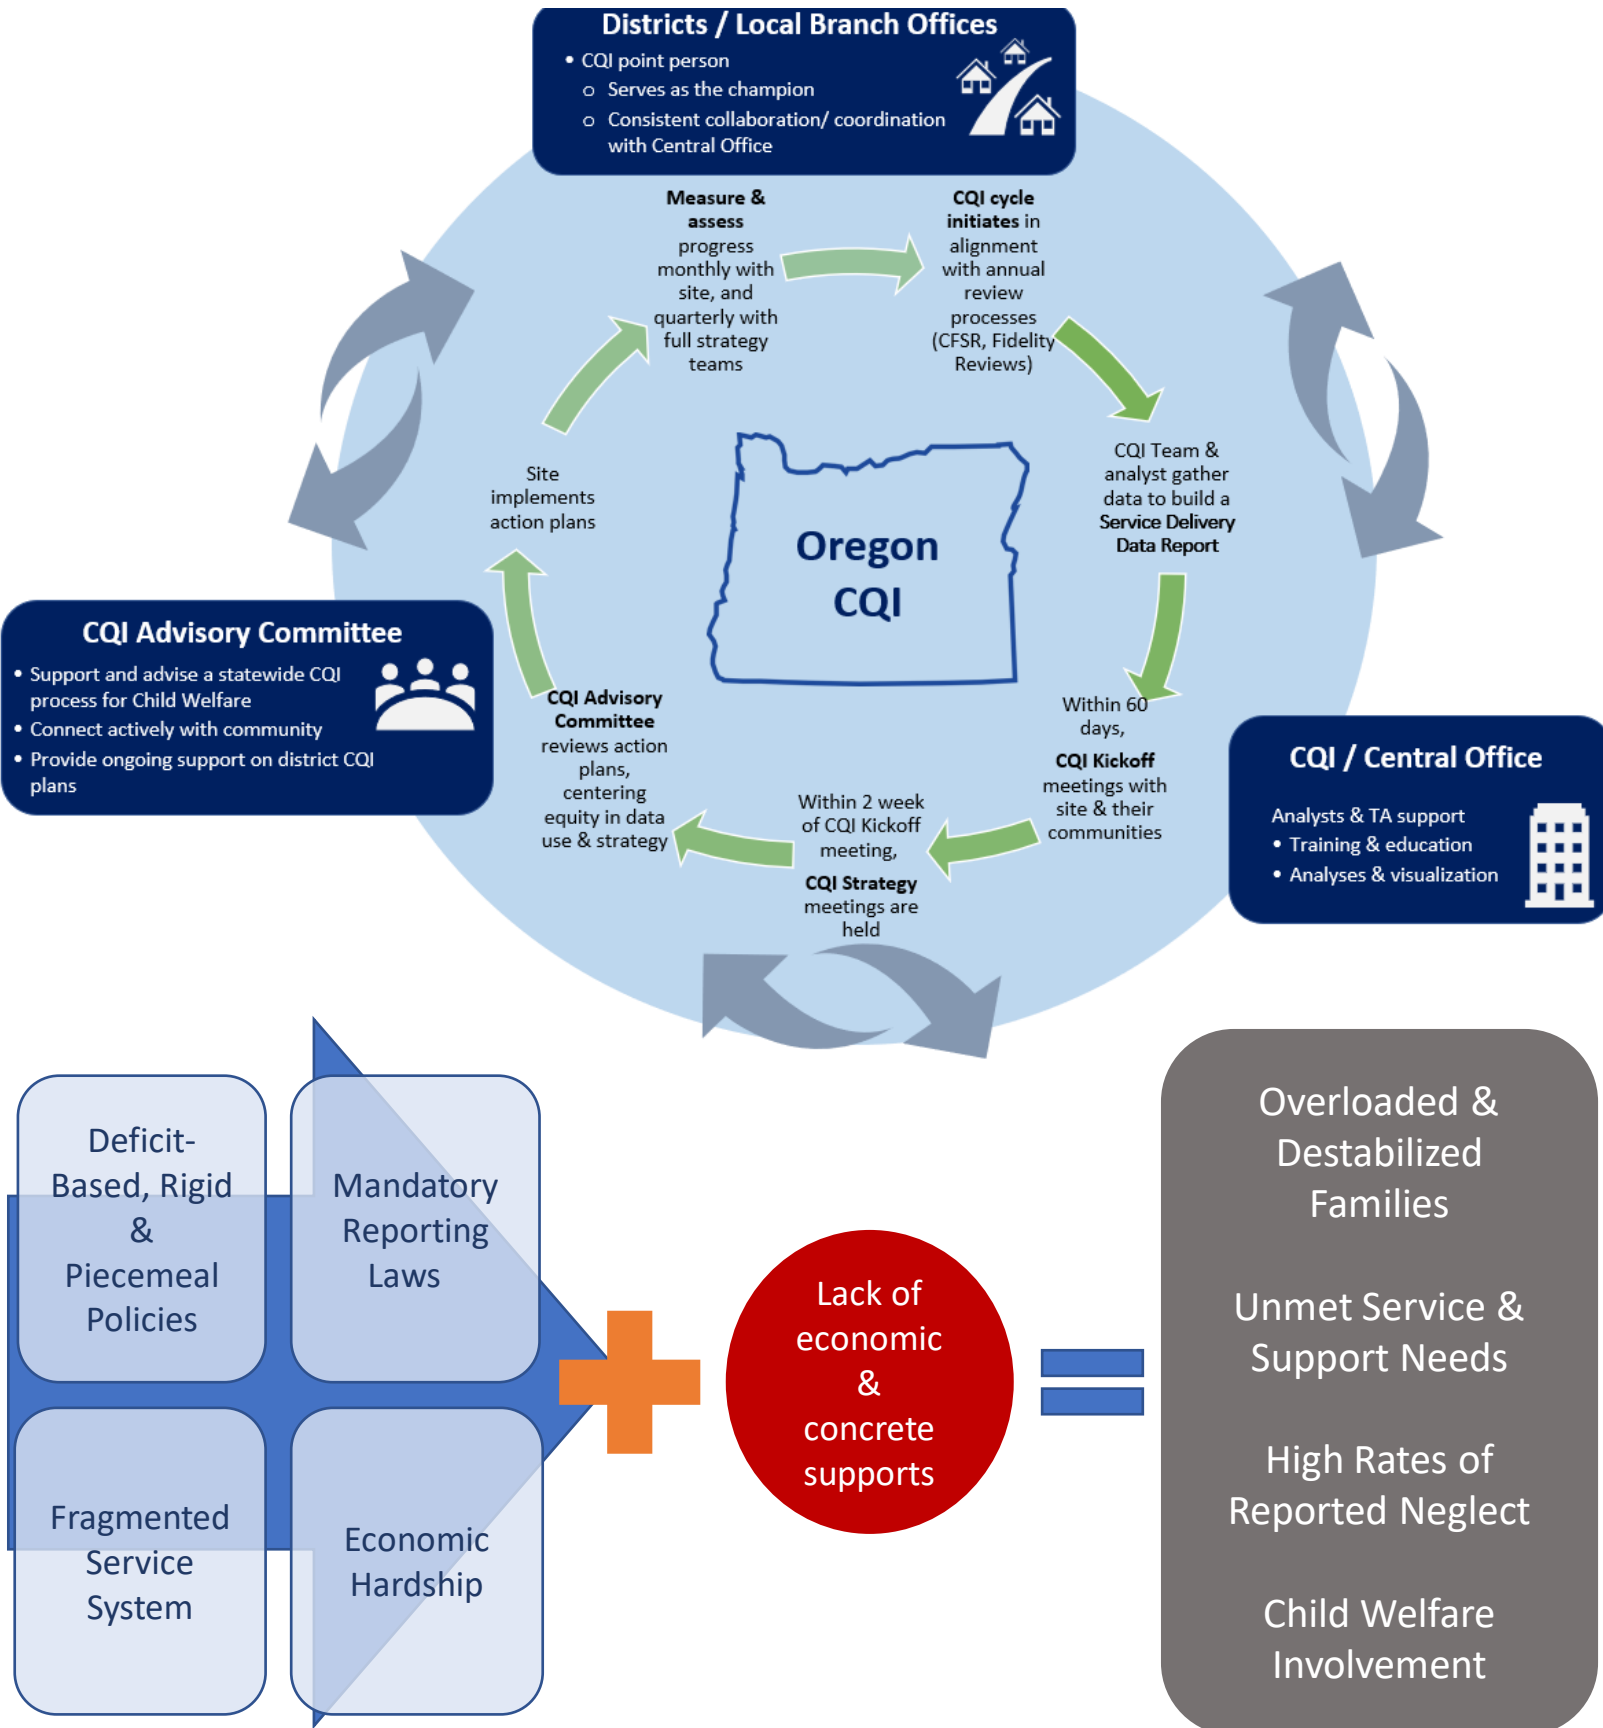 Districts / Local Branch Offices
• CQI point person
o Serves as the champion
o Consistent collaboration/ coordination
with Central Office
Measure &
assess
progress
monthly with
site, and
quarterly with
full strategy
teams
CQI cycle
initiates in
alignment
with annual
review
processes
(CFSR, Fidelity
Reviews)
CQI Team &
analyst gather
data to build a
Service Delivery
Data Report
Site
implements
action plans
Oregon
CQI
CQI Advisory Committee
• Support and advise a statewide CQI
process for Child Welfare
• Connect actively with community
• Provide ongoing support on district CQI
plans
CQI Advisory
Committee
reviews action
plans,
centering
equity in data
use & strategy
Within 60
days,
CQI Kickoff
meetings with
site & their
communities
Within 2 week
of CQI Kickoff
meeting,
CQI Strategy
meetings are
held
CQI / Central Office
Analysts & TA support
• Training & education
• Analyses & visualization
Deficit-
Based, Rigid
&
Piecemeal
Policies
Mandatory
Reporting
Laws
Fragmented
Service
System
Economic
Hardship
Lack of
economic
&
concrete
supports
Overloaded &
Destabilized
Families
Unmet Service &
Support Needs
High Rates of
Reported Neglect
Child Welfare
Involvement